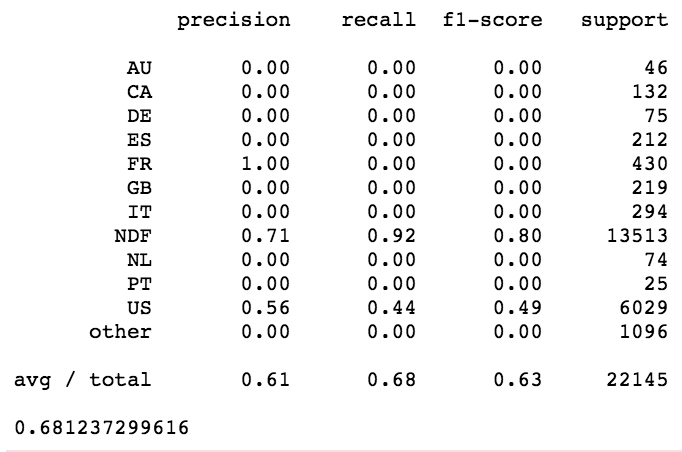 precision recall f1-score support
AU 0.00 0.00 0.00 46
CA 0.00 0.00 0.00 132
DE 0.00 0.00 0.00 75
ES 0.00 0.00 0.00 212
FR 1.00 0.00 0.00 430
GB 0.00 0.00 0.00 219
IT 0.00 0.00 0.00 294
NDF 0.71 0.92 0.80 13513
NL 0.00 0.00 0.00 74
PT 0.00 0.00 0.00 25
US 0.56 0.44 0.49 6029
other 0.00 0.00 0.00 1096
avg / total 0.61 0.68 0.63 22145
0.681237299616